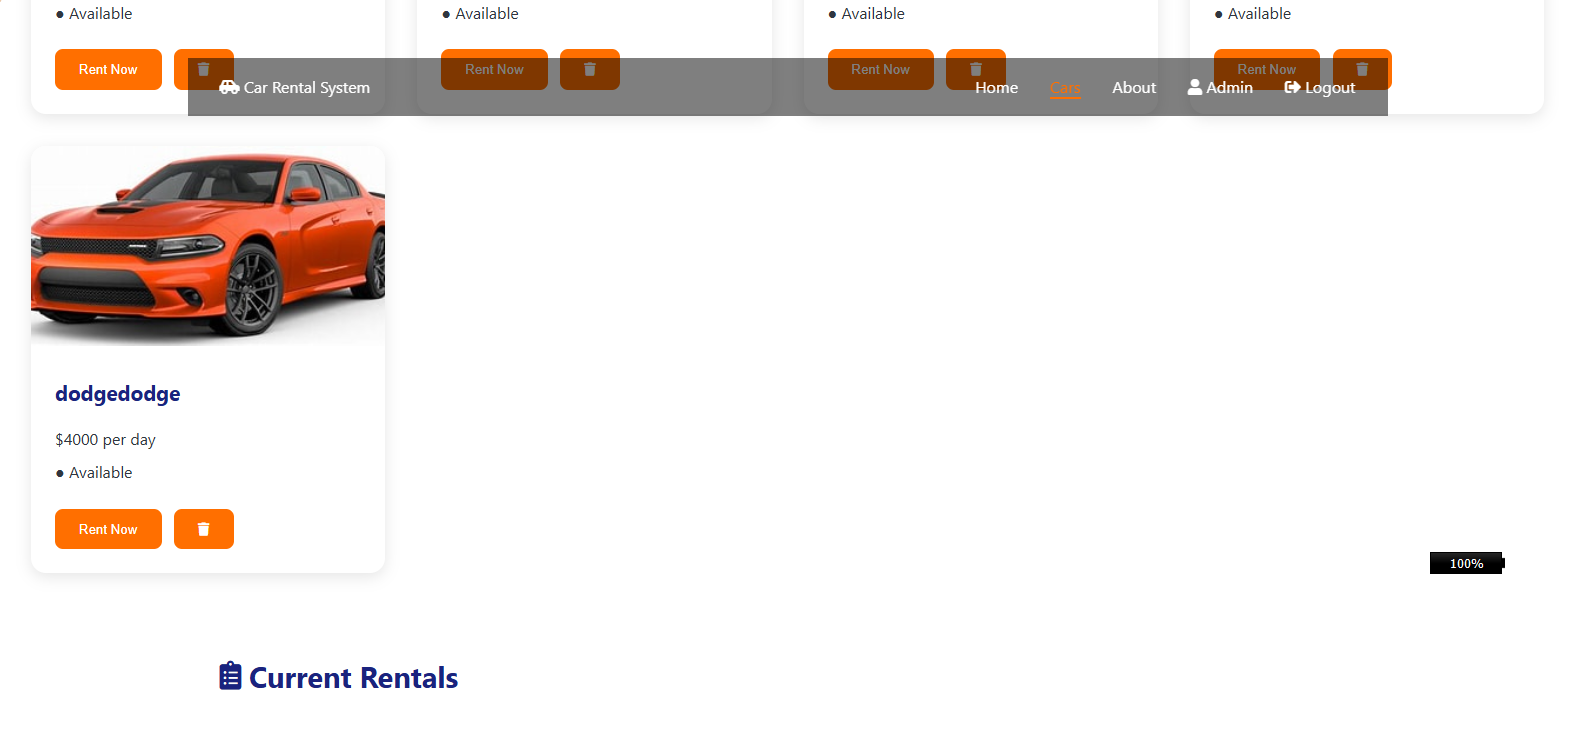 ● Available ● Available ● Available ● Available
Rent Now Rent Now Rent Now Rent Now
Car Rental System Home Cars About Admin Logout
dodgedodge
$4000 per day
● Available
Rent Now
100%
Current Rentals